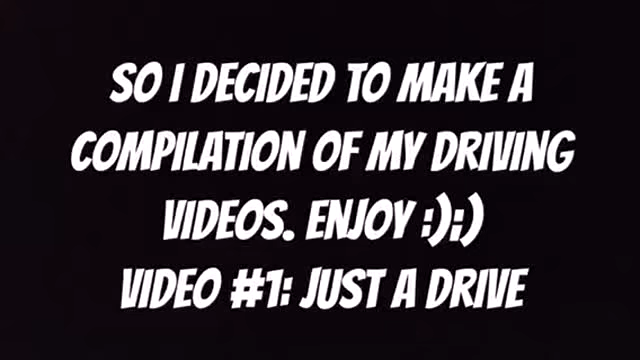 SO I DECIDED TO MAKE A
COMPILATION OF MY DRIVING
VIDEOS. ENJOY :);)
VIDEO #1: JUST A DRIVE